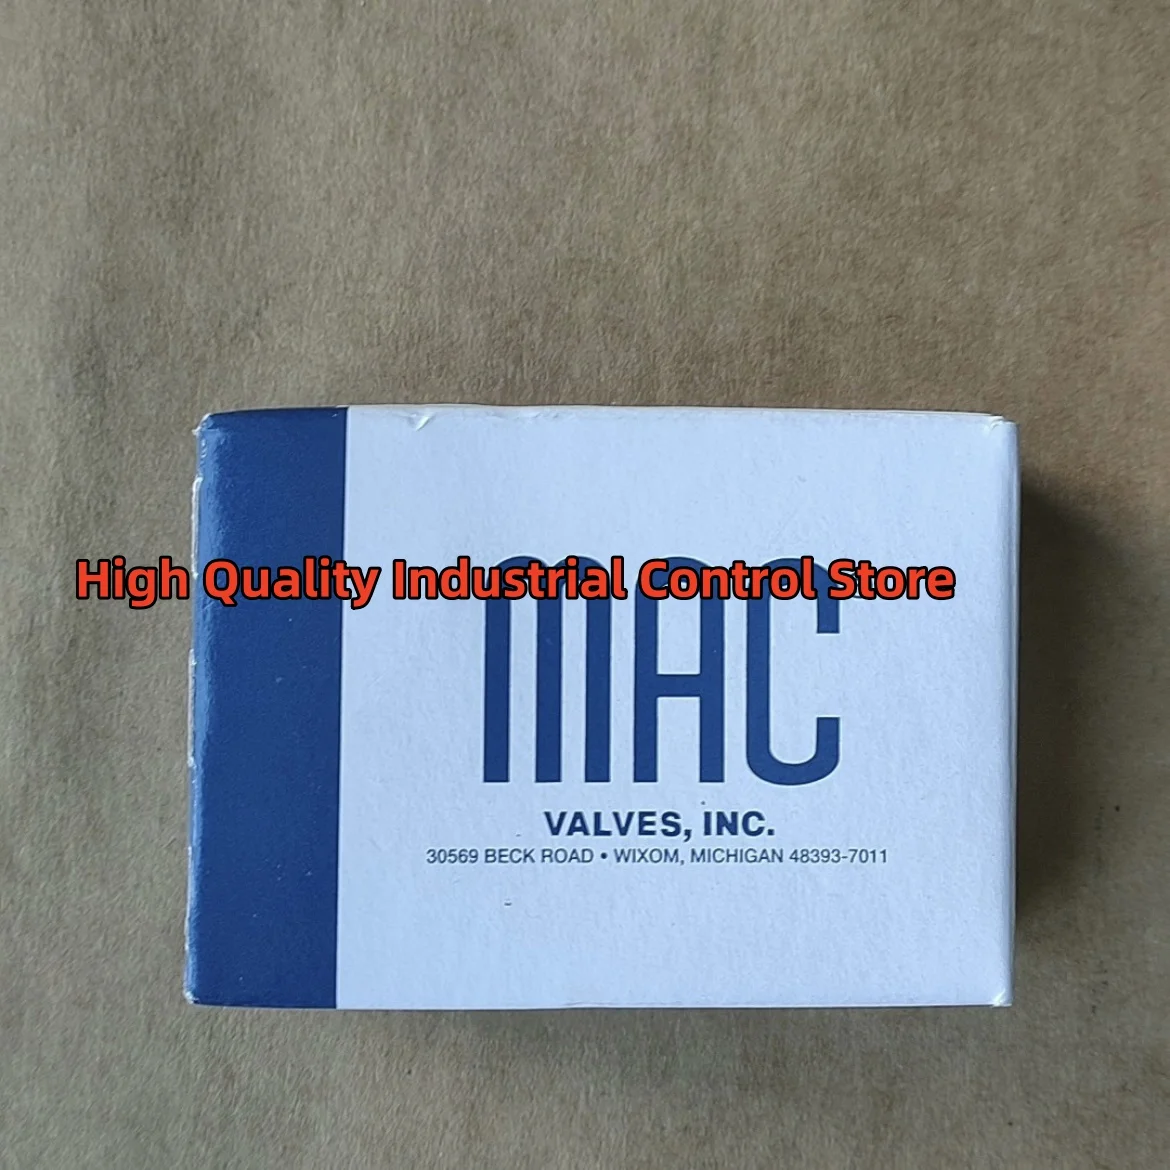 High Quality Industrial Control Store
MAC
VALVES, INC.
30569 BECK ROAD • WIXOM, MICHIGAN 48393-7011